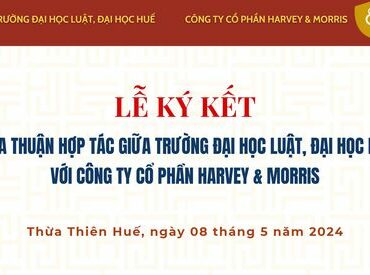 ĐẠI HỌC LUẬT, ĐẠI HỌC HUẾ CÔNG TY CỔ PHẦN HARVEY & MORRIS
LỄ KÝ KẾT
THUẬN HỢP TÁC GIỮA TRƯỜNG ĐẠI HỌC LUẬT, ĐẠI HỌC
VỚI CÔNG TY CỔ PHẦN HARVEY & MORRIS
Thừa Thiên Huế, ngày 08 tháng 5 năm 2024